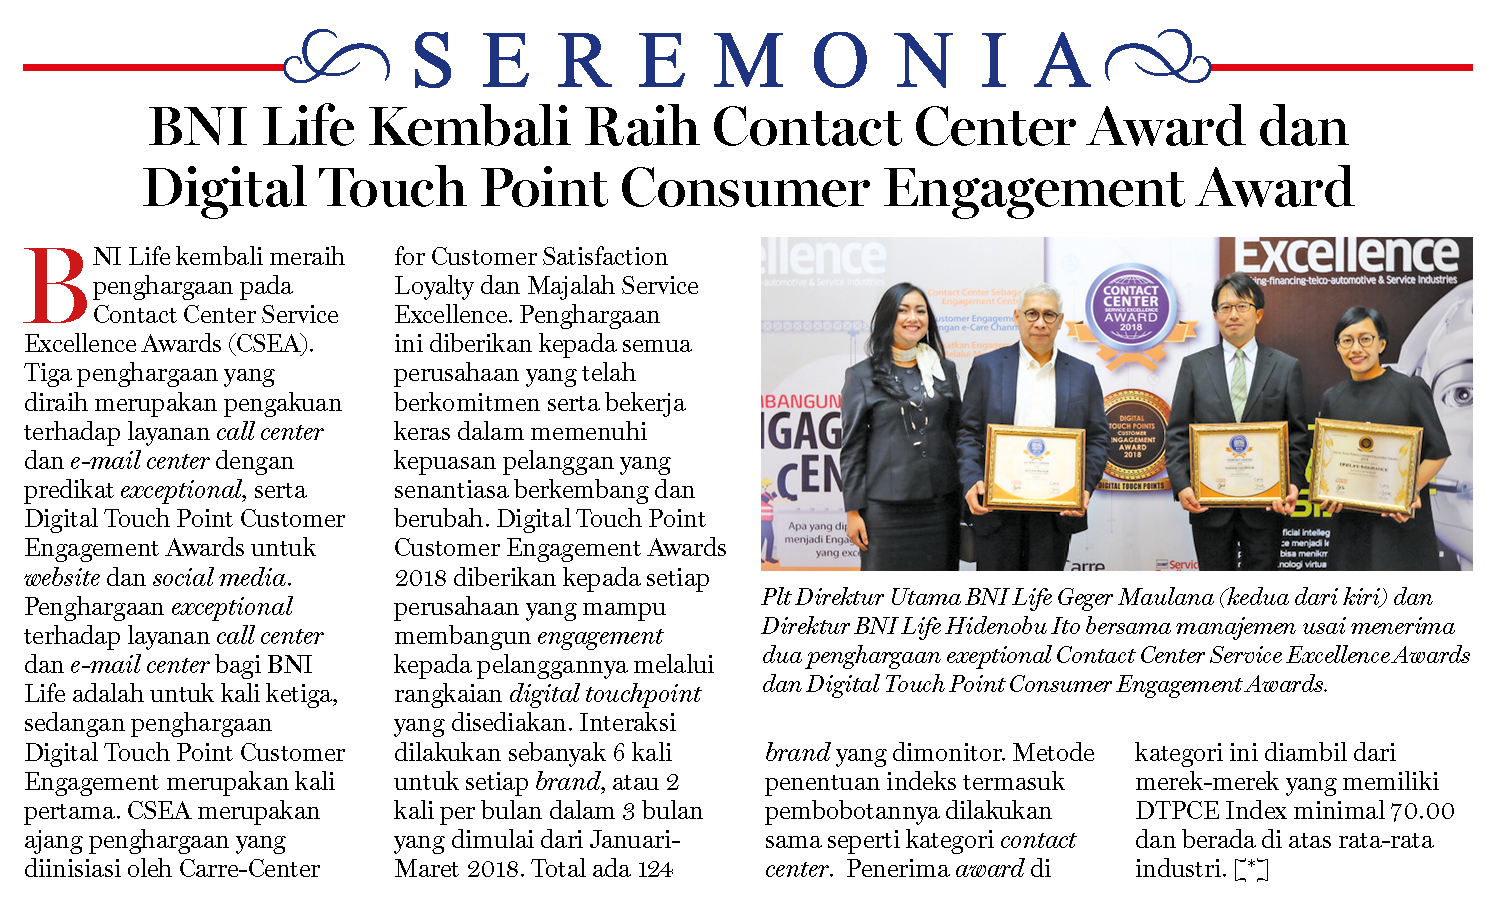 SEREMONIA
BNI Life Kembali Raih Contact Center Award dan
Digital Touch Point Consumer Engagement Award
BNI Life kembali meraih
penghargaan pada
Contact Center Service
Excellence Awards (CSEA).
Tiga penghargaan yang
diraih merupakan pengakuan
terhadap layanan call center
dan e-mail center dengan
predikat exceptional, serta
Digital Touch Point Customer
Engagement Awards untuk
website dan social media.
Penghargaan exceptional
terhadap layanan call center
dan e-mail center bagi BNI
Life adalah untuk kali ketiga,
sedangan penghargaan
Digital Touch Point Customer
Engagement merupakan kali
pertama. CSEA merupakan
ajang penghargaan yang
diinisiasi oleh Carre-Center
for Customer Satisfaction
Loyalty dan Majalah Service
Excellence. Penghargaan
ini diberikan kepada semua
perusahaan yang telah
berkomitmen serta bekerja
keras dalam memenuhi
kepuasan pelanggan yang
senantiasa berkembang dan
berubah. Digital Touch Point
Customer Engagement Awards
2018 diberikan kepada setiap
perusahaan yang mampu
membangun engagement
kepada pelanggannya melalui
rangkaian digital touchpoint
yang disediakan. Interaksi
dilakukan sebanyak 6 kali
untuk setiap brand, atau 2
kali per bulan dalam 3 bulan
yang dimulai dari Januari-
Maret 2018. Total ada 124
llence
Excellence
CONTACT
CENTER
SERVICE EXCELLENCE
AWARD
2018
DIGITAL
TOUCH POINTS
CUSTOMER
ENGAGEMENT
AWARD
2018
DIGITAL TOUCH POINTS
Plt Direktur Utama BNI Life Geger Maulana (kedua dari kiri) dan
Direktur BNI Life Hidenobu Ito bersama manajemen usai menerima
dua penghargaan exeptional Contact Center Service Excellence Awards
dan Digital Touch Point Consumer Engagement Awards.
brand yang dimonitor. Metode
penentuan indeks termasuk
pembobotannya dilakukan
sama seperti kategori contact
center. Penerima award di
kategori ini diambil dari
merek-merek yang memiliki
DTPCE Index minimal 70.00
dan berada di atas rata-rata
industri. [*]